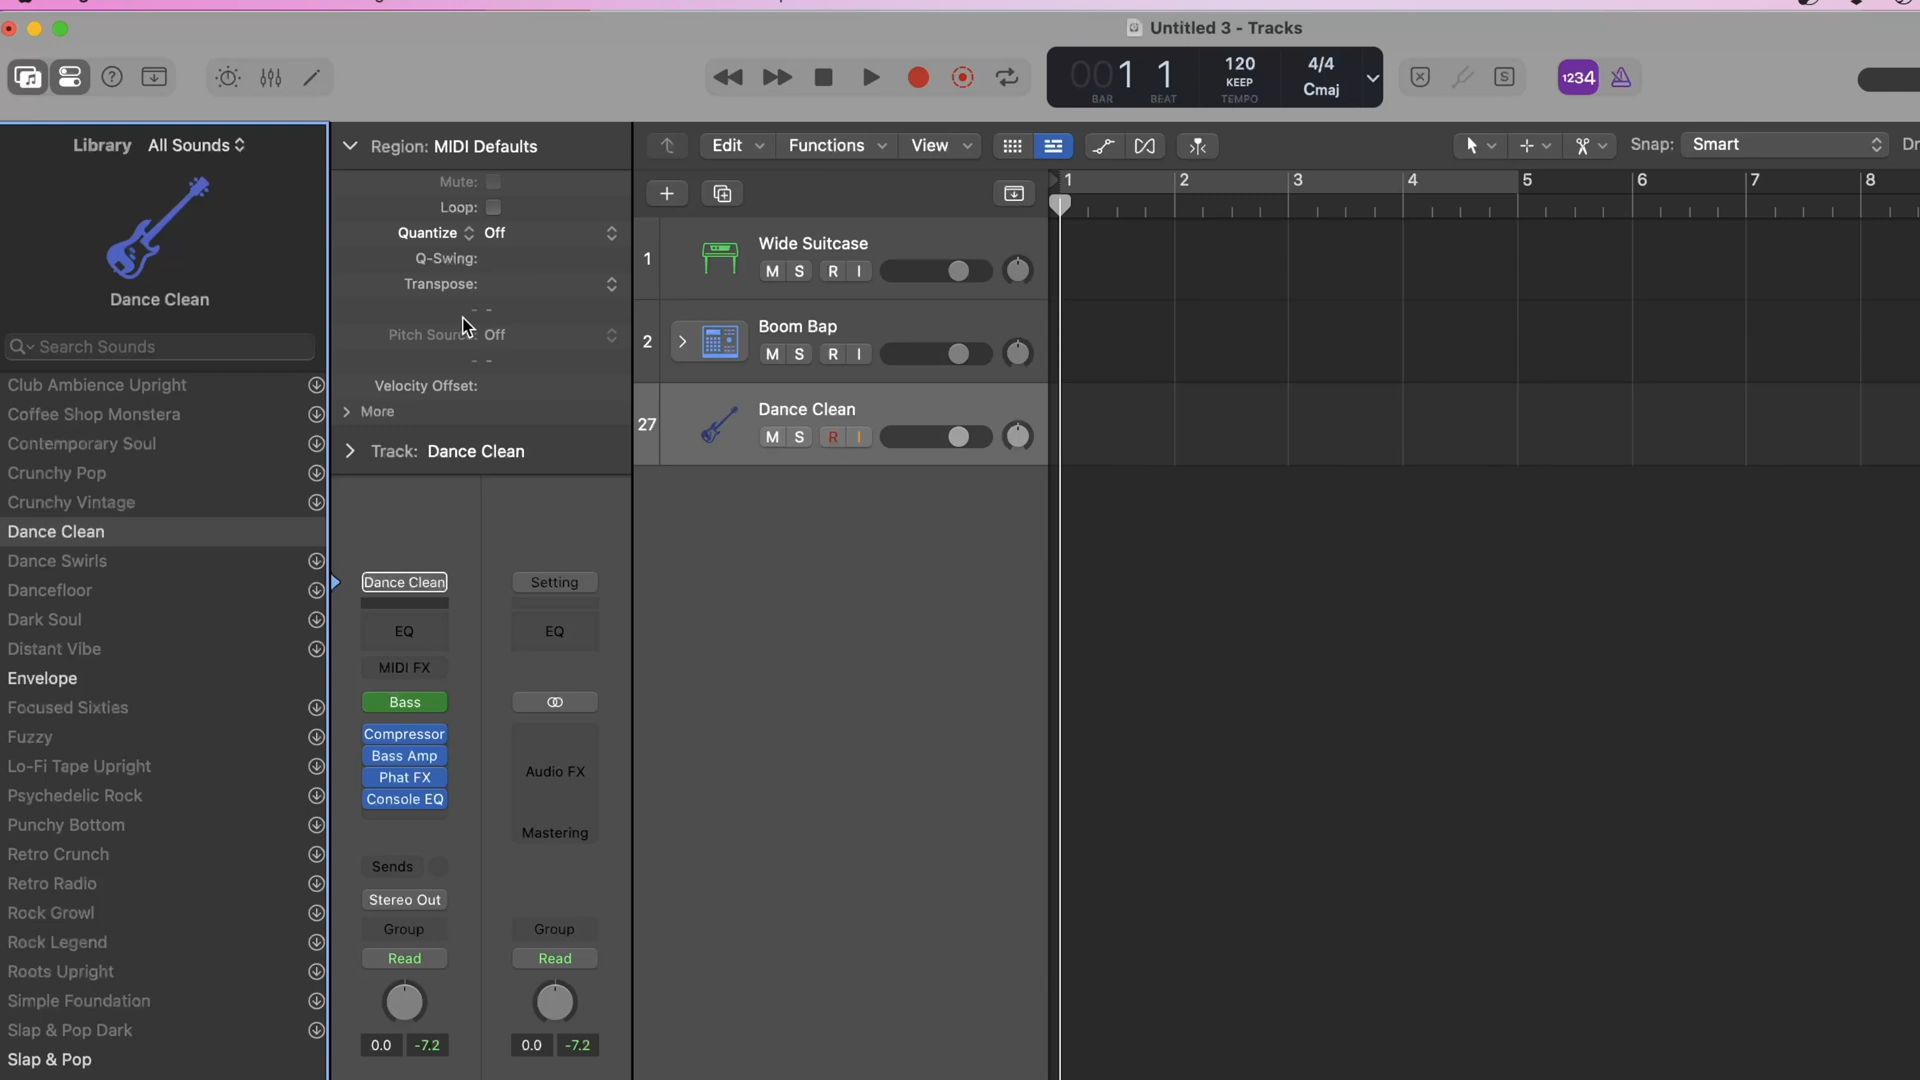 Untitled 3 - Tracks
1 1
BAR BEAT
120
KEEP
TEMPO
4/4
Cmaj
S
1234
Library All Sounds
Dance Clean
Search Sounds
Club Ambience Upright
Coffee Shop Monstera
Contemporary Soul
Crunchy Pop
Crunchy Vintage
Dance Clean
Dance Swirls
Dancefloor
Dark Soul
Distant Vibe
Envelope
Focused Sixties
Fuzzy
Lo-Fi Tape Upright
Psychedelic Rock
Punchy Bottom
Retro Crunch
Retro Radio
Rock Growl
Rock Legend
Roots Upright
Simple Foundation
Slap & Pop Dark
Slap & Pop
Region: MIDI Defaults
Mute:
Loop:
Quantize Off
Q-Swing:
Transpose:
- -
Pitch Source: Off
- -
Velocity Offset:
More
Track: Dance Clean
Dance Clean
EQ
MIDI FX
Bass
Compressor
Bass Amp
Phat FX
Console EQ
Sends
Stereo Out
Group
Read
0.0 -7.2
Setting
EQ
Audio FX
Mastering
Group
Read
0.0 -7.2
Edit Functions View
Snap: Smart
1 2 3 4 5 6 7 8
1 Wide Suitcase
M S R I
2 Boom Bap
M S R I
27 Dance Clean
M S R I